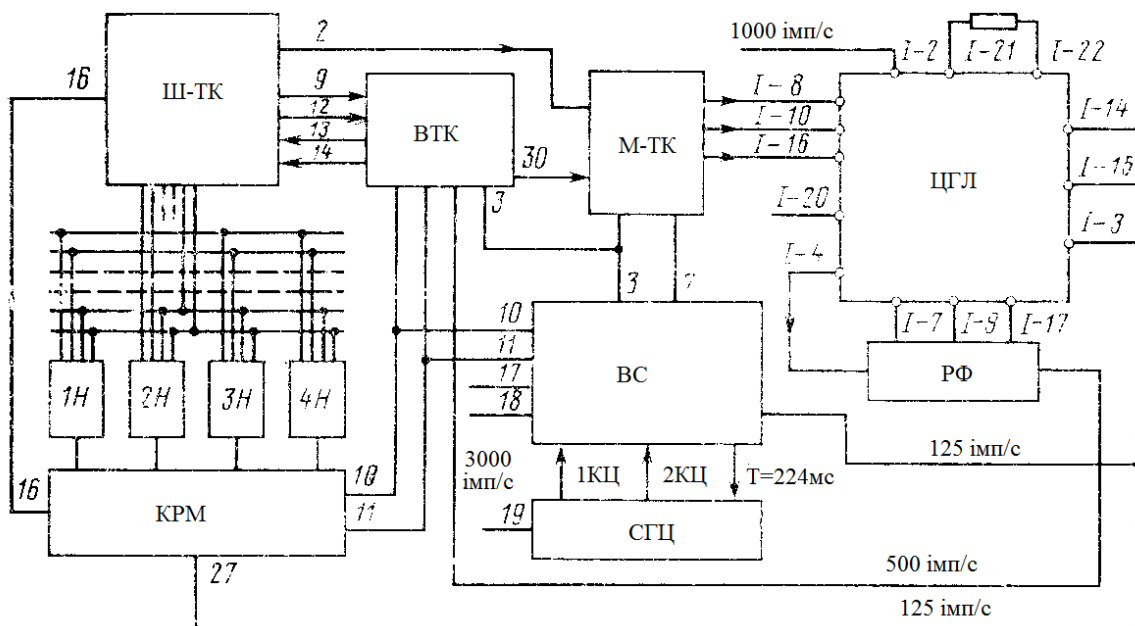 2
1000 імп/с
I-2
I-21
I-22
16
Ш-ТК
9
12
13
14
ВТК
30
3
М-ТК
I-8
I-10
I-16
I-20
I-4
ЦГЛ
I-14
I-15
I-3
3
7
I-7
I-9
I-17
10
11
17
18
ВС
РФ
1Н
2Н
3Н
4Н
3000
імп/с
1КЦ
2КЦ
T=224мс
125 імп/с
16
КРМ
10
11
19
СГЦ
27
500 імп/с
125 імп/с